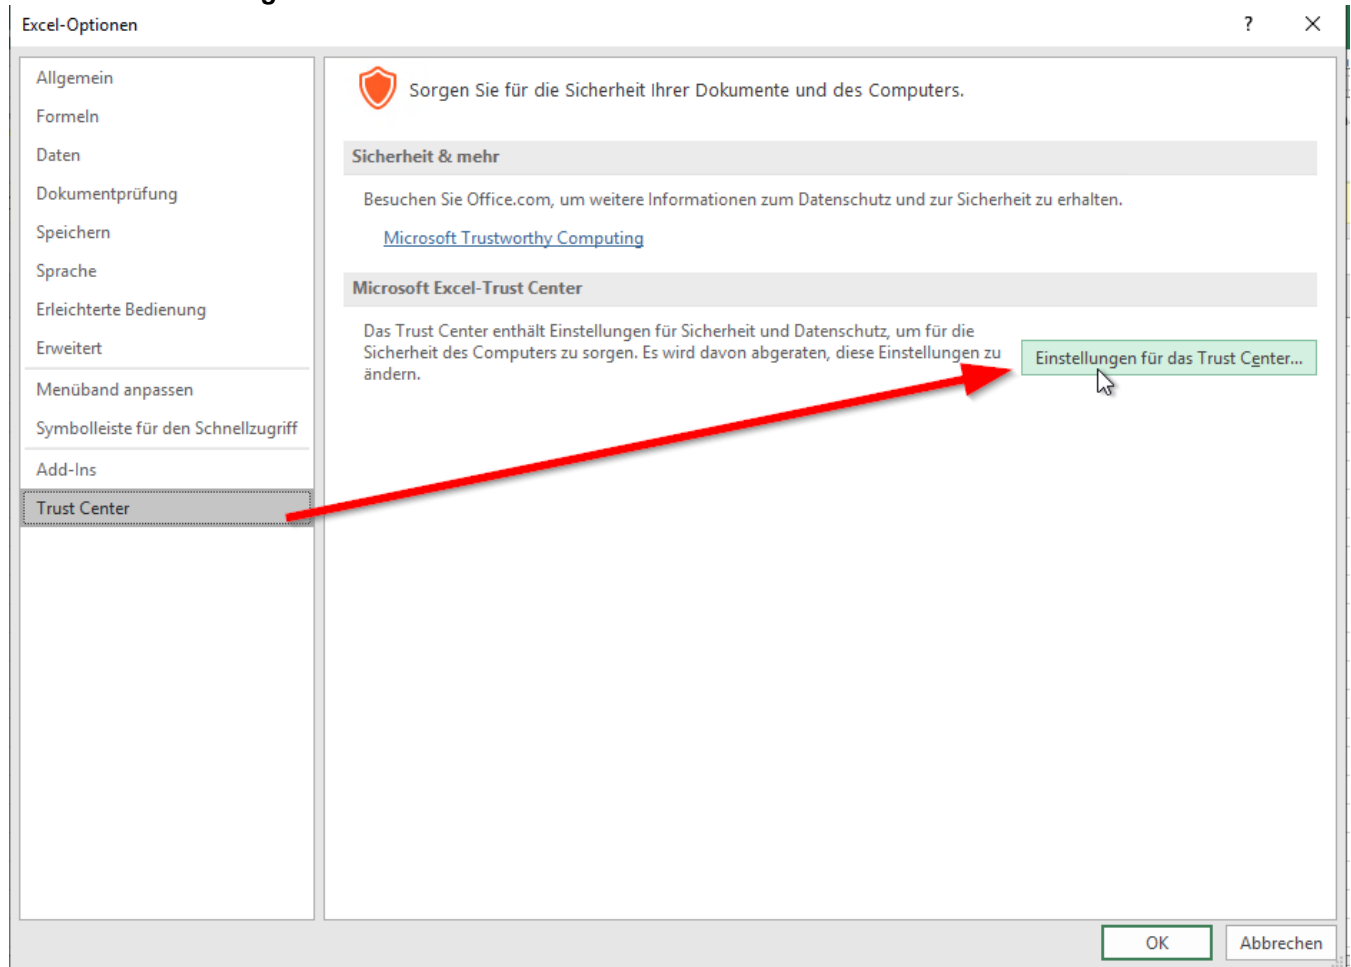 Excel-Optionen
?
Allgemein
Formeln
Daten
Dokumentprüfung
Speichern
Sprache
Erleichterte Bedienung
Erweitert
Menüband anpassen
Symbolleiste für den Schnellzugriff
Add-Ins
Trust Center
Sorgen Sie für die Sicherheit Ihrer Dokumente und des Computers.
Sicherheit & mehr
Besuchen Sie Office.com, um weitere Informationen zum Datenschutz und zur Sicherheit zu erhalten.
Microsoft Trustworthy Computing
Microsoft Excel-Trust Center
Das Trust Center enthält Einstellungen für Sicherheit und Datenschutz, um für die
Sicherheit des Computers zu sorgen. Es wird davon abgeraten, diese Einstellungen zu
ändern.
Einstellungen für das Trust Center...
OK
Abbrechen